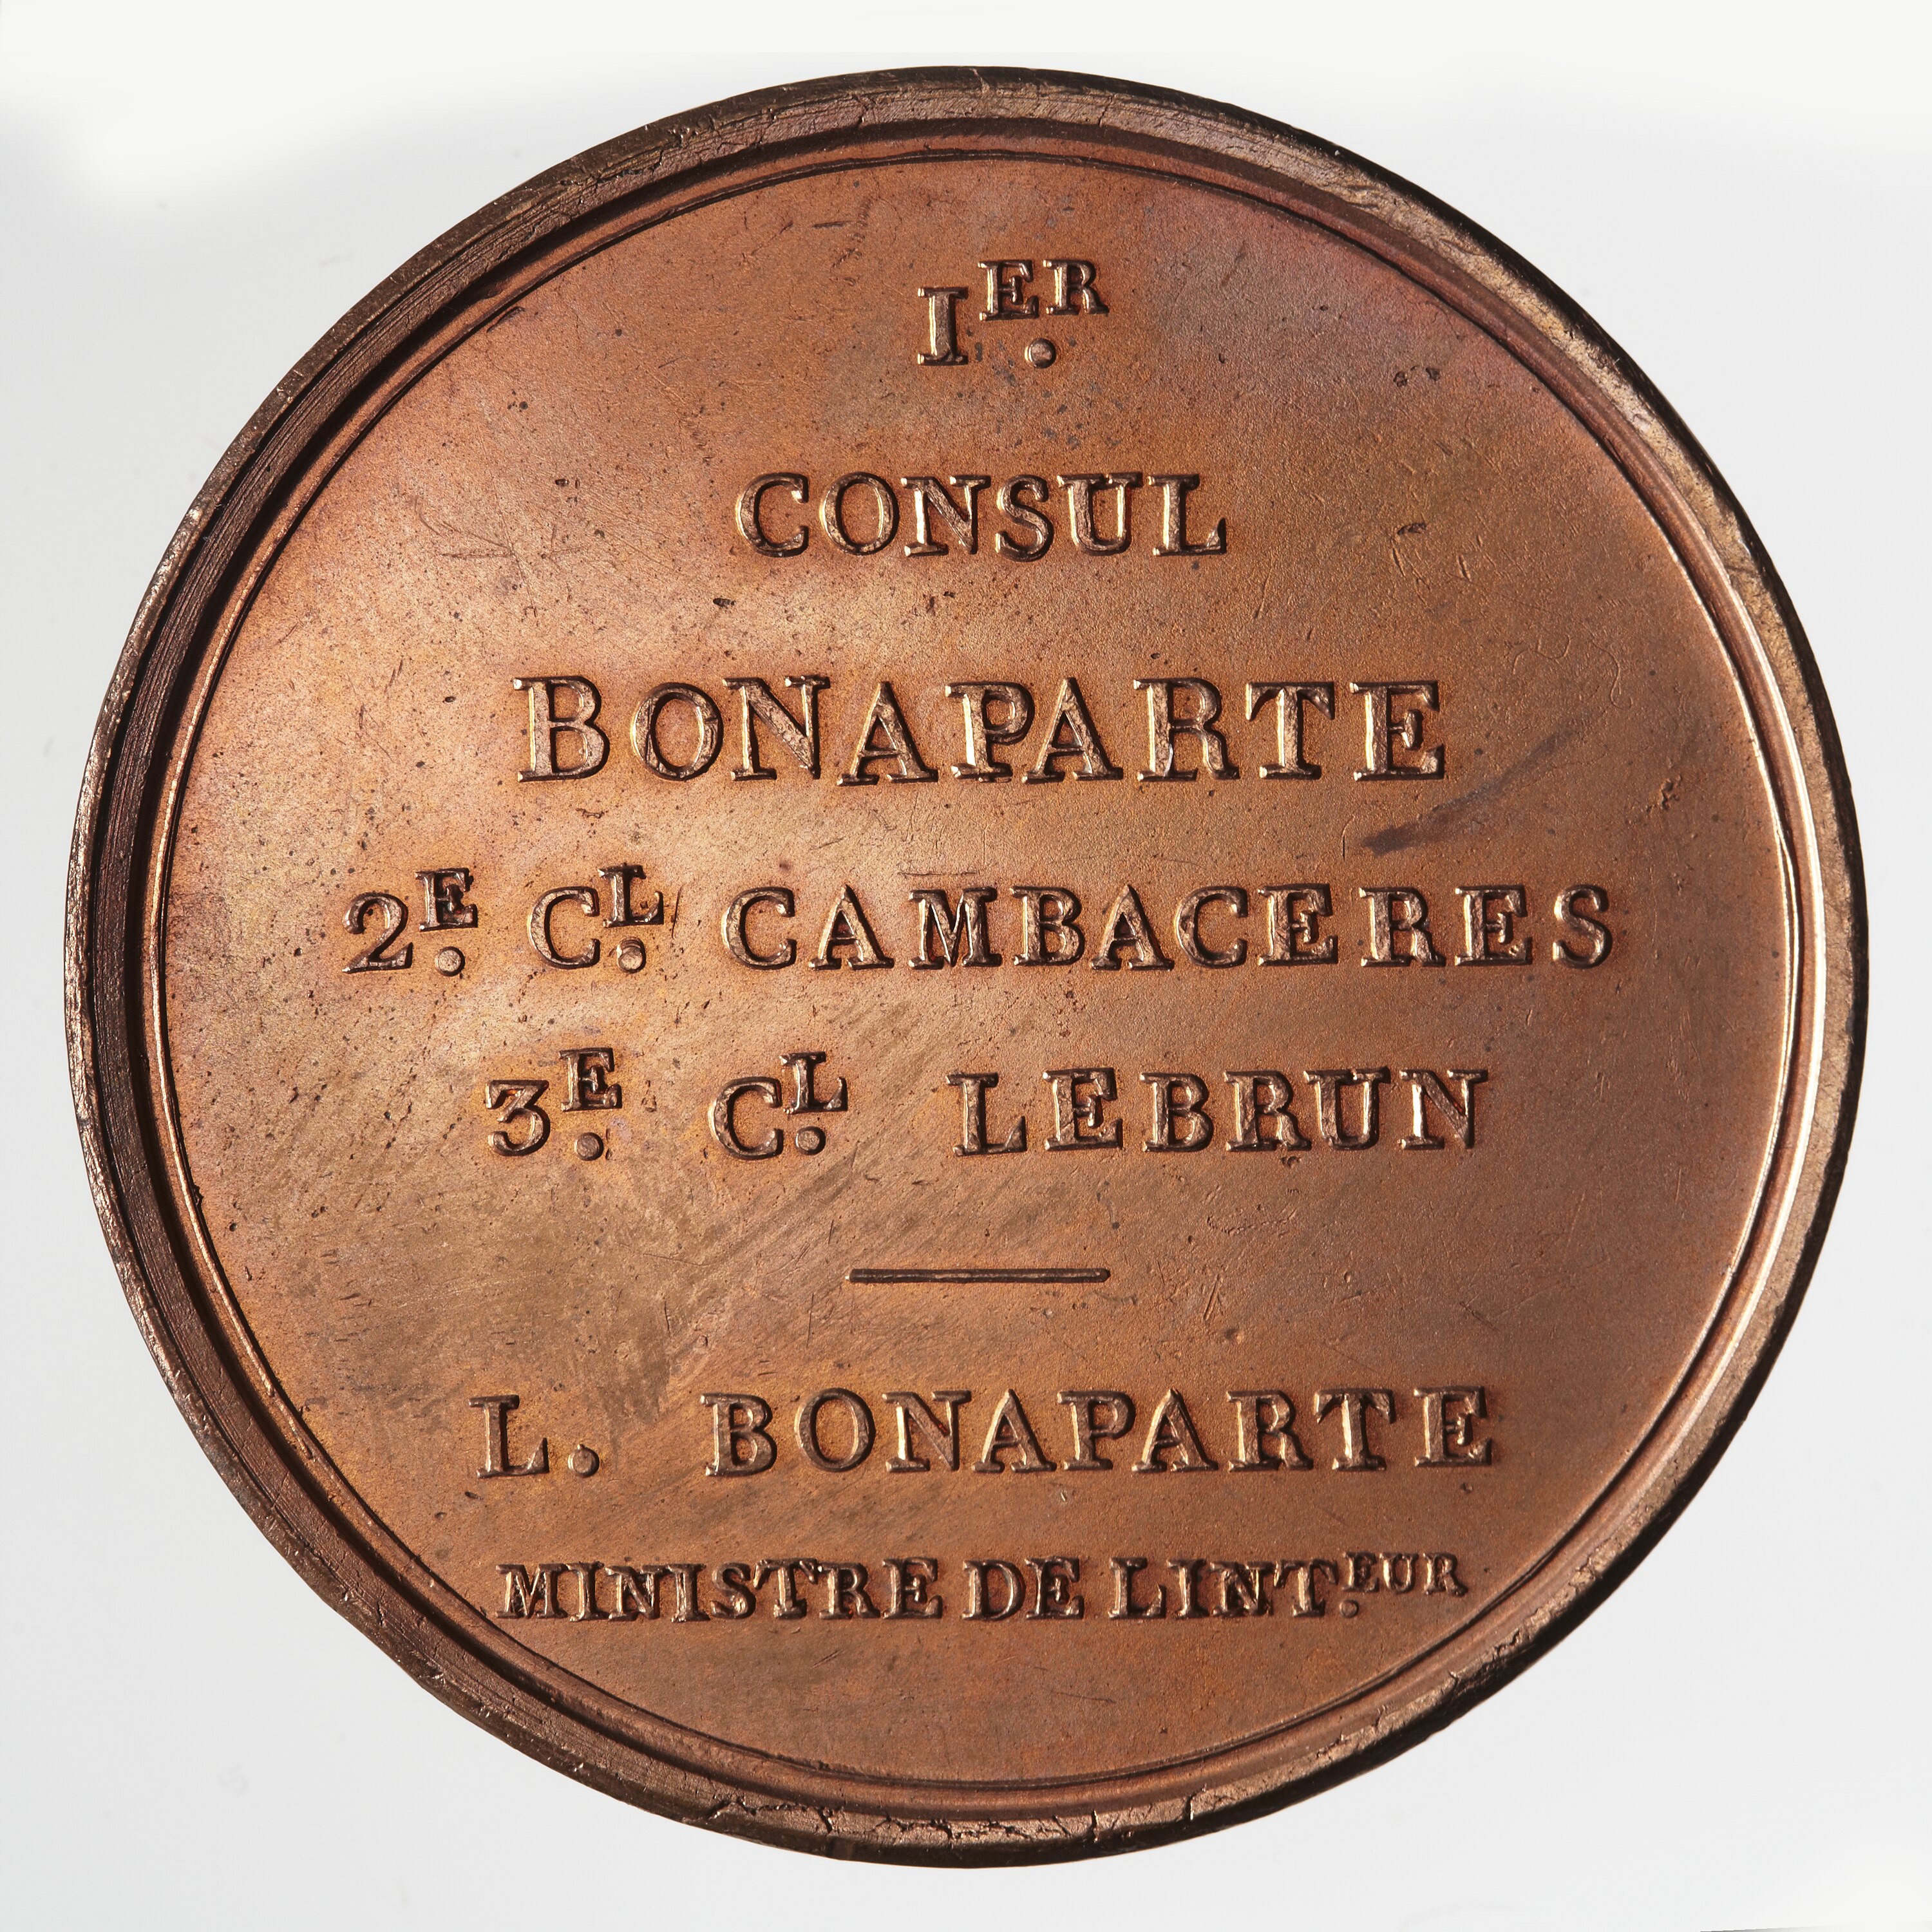 I.ER
CONSUL
BONAPARTE
2.E C.L CAMBACERES
3.E C.L LEBRUN
L. BONAPARTE
MINISTRE DE LINT.EUR